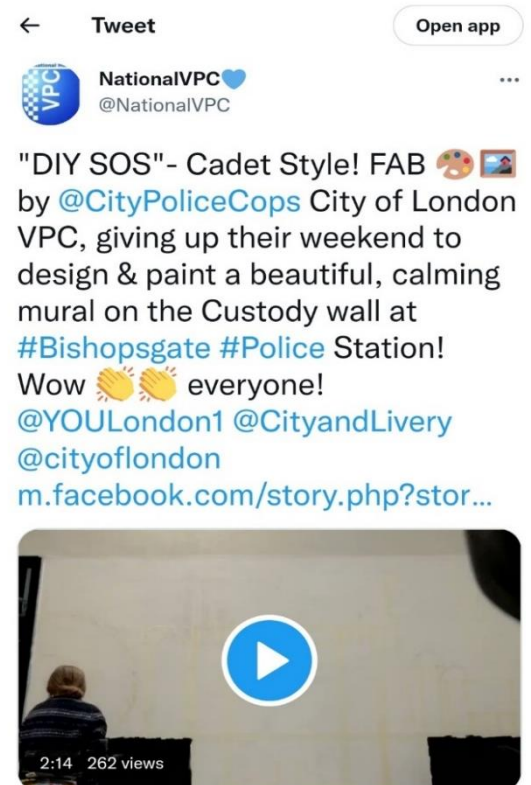 ← Tweet Open app
VPC
NationalVPC💙
@NationalVPC
"DIY SOS"- Cadet Style! FAB 🎨🖼️
by @CityPoliceCops City of London
VPC, giving up their weekend to
design & paint a beautiful, calming
mural on the Custody wall at
#Bishopsgate #Police Station!
Wow 👏👏 everyone!
@YOULondon1 @CityandLivery
@cityoflondon
m.facebook.com/story.php?stor...
2:14 262 views